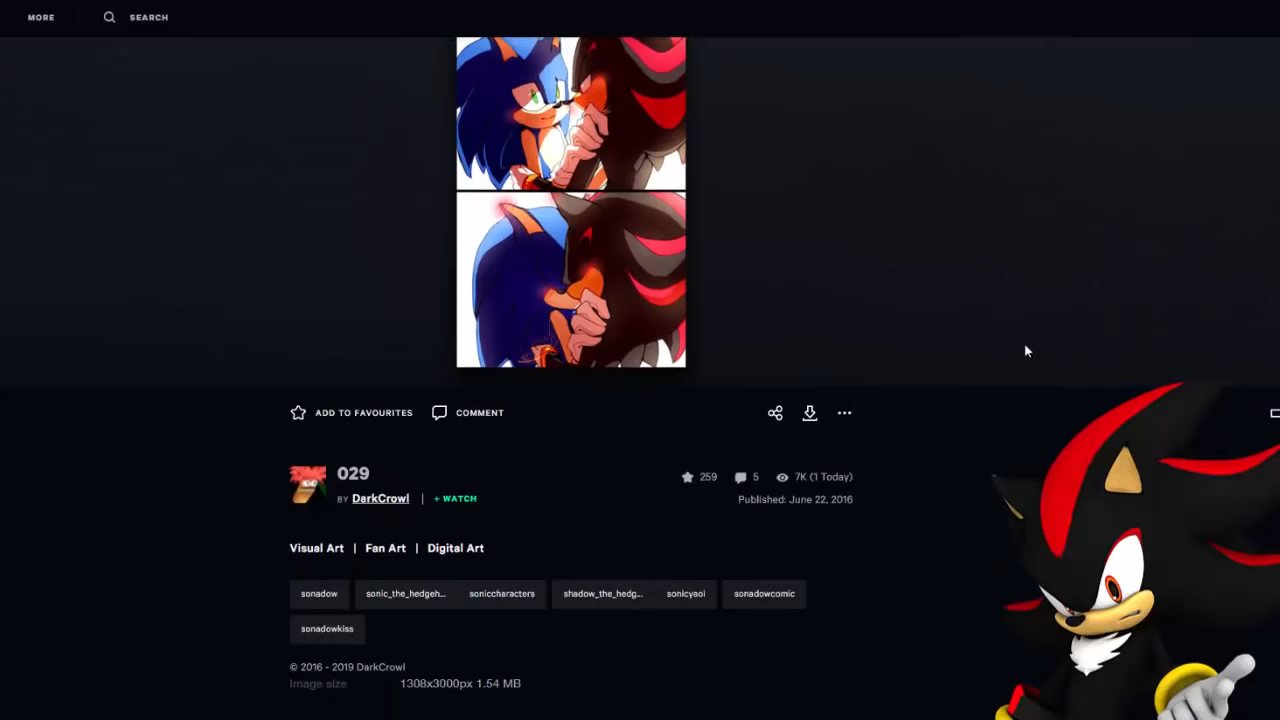 MORE SEARCH
ADD TO FAVOURITES COMMENT
029
BY DarkCrowl | + WATCH
259 5 7K (1 Today)
Published: June 22, 2016
Visual Art | Fan Art | Digital Art
sonadow sonic_the_hedgeh... soniccharacters shadow_the_hedg... sonicyaoi sonadowcomic
sonadowkiss
© 2016 - 2019 DarkCrowl
Image size 1308x3000px 1.54 MB